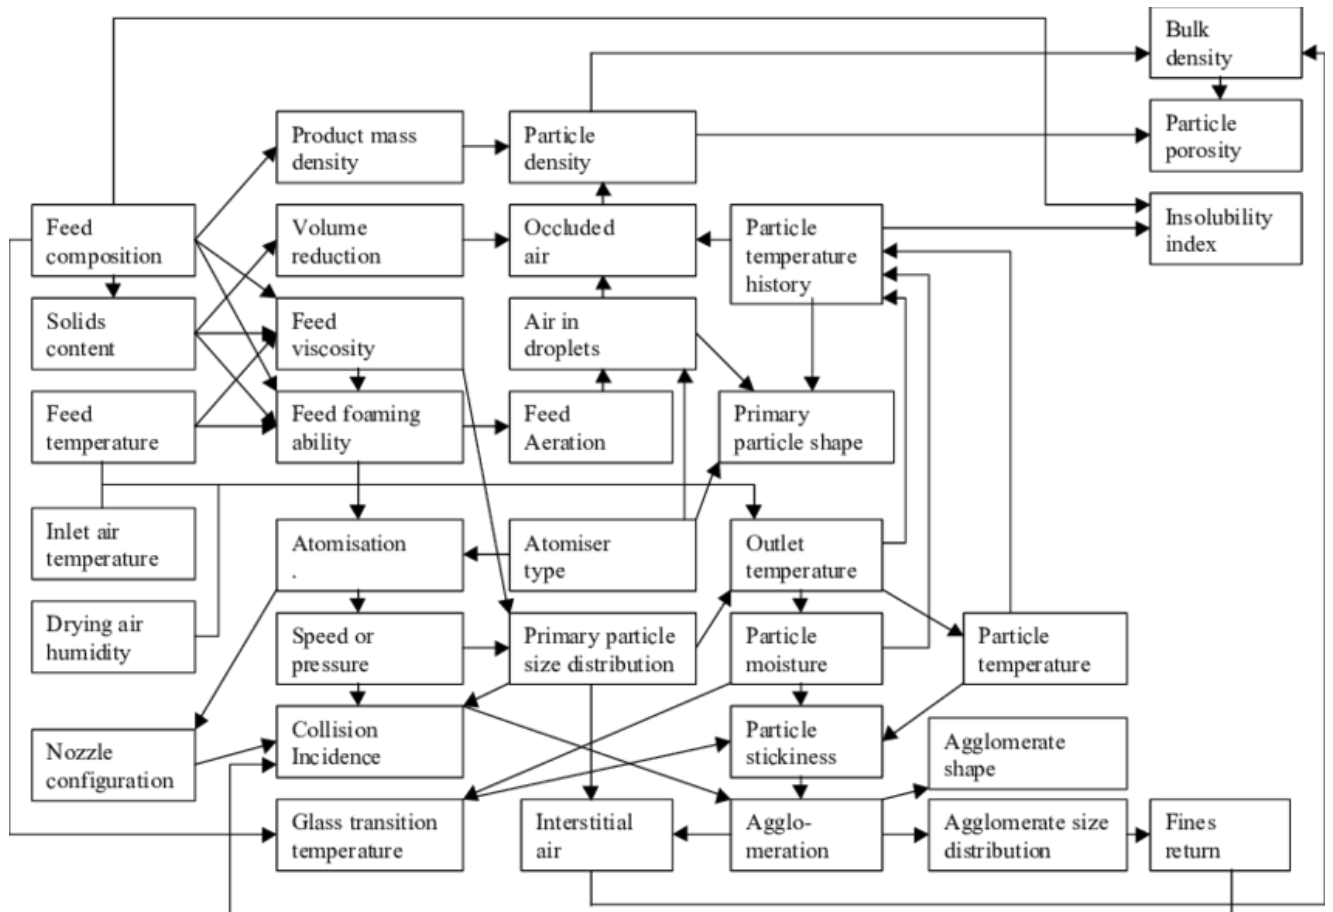 Bulk
density
Product mass
density
Particle
density
Particle
porosity
Feed
composition
Volume
reduction
Occluded
air
Particle
temperature
history
Insolubility
index
Solids
content
Feed
viscosity
Air in
droplets
Feed
temperature
Feed foaming
ability
Feed
Aeration
Primary
particle shape
Inlet air
temperature
Atomisation
.
Atomiser
type
Outlet
temperature
Drying air
humidity
Speed or
pressure
Primary particle
size distribution
Particle
moisture
Particle
temperature
Nozzle
configuration
Collision
Incidence
Particle
stickiness
Agglomerate
shape
Glass transition
temperature
Interstitial
air
Agglo-
meration
Agglomerate size
distribution
Fines
return